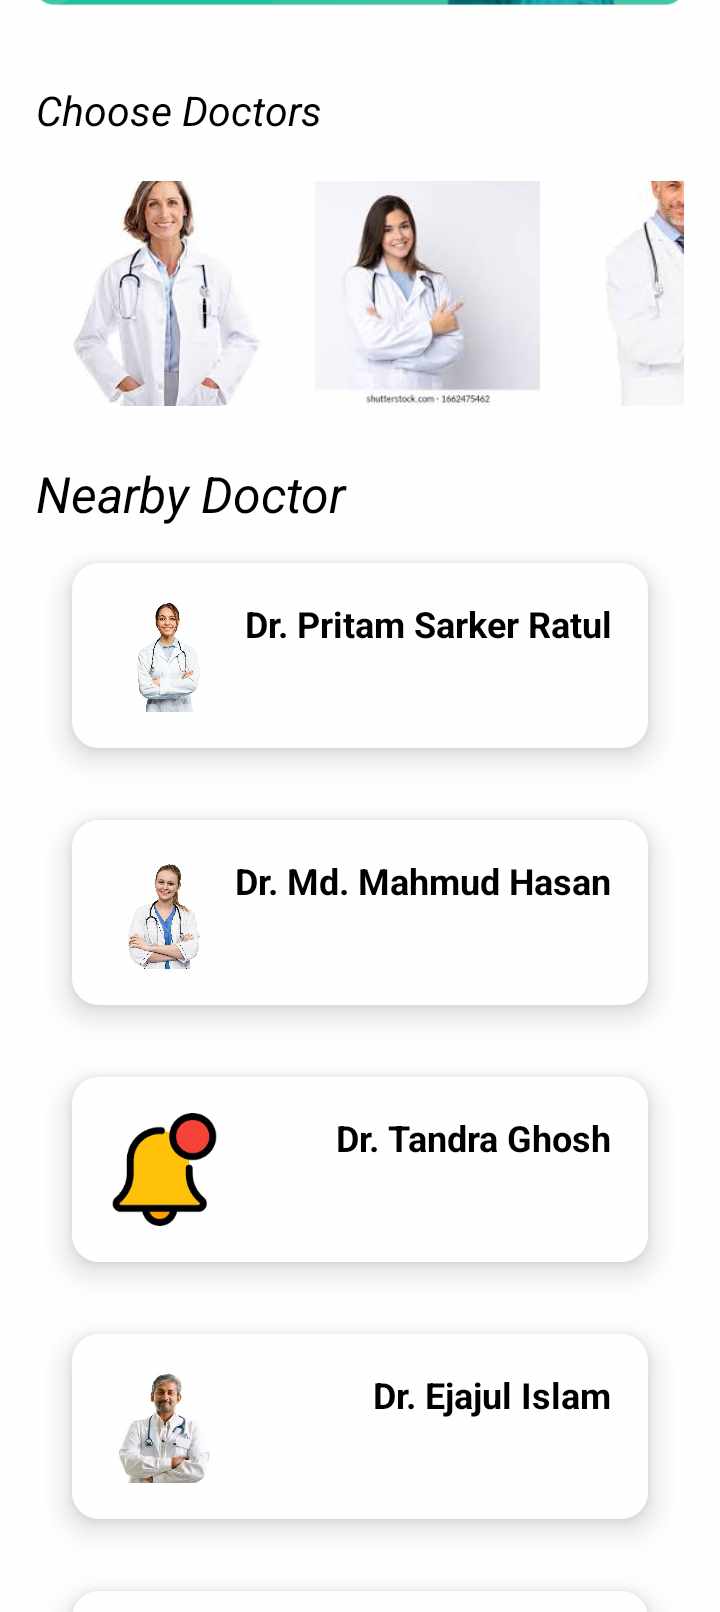 Choose Doctors
shutterstock.com · 1662475462
Nearby Doctor
Dr. Pritam Sarker Ratul
Dr. Md. Mahmud Hasan
Dr. Tandra Ghosh
Dr. Ejajul Islam